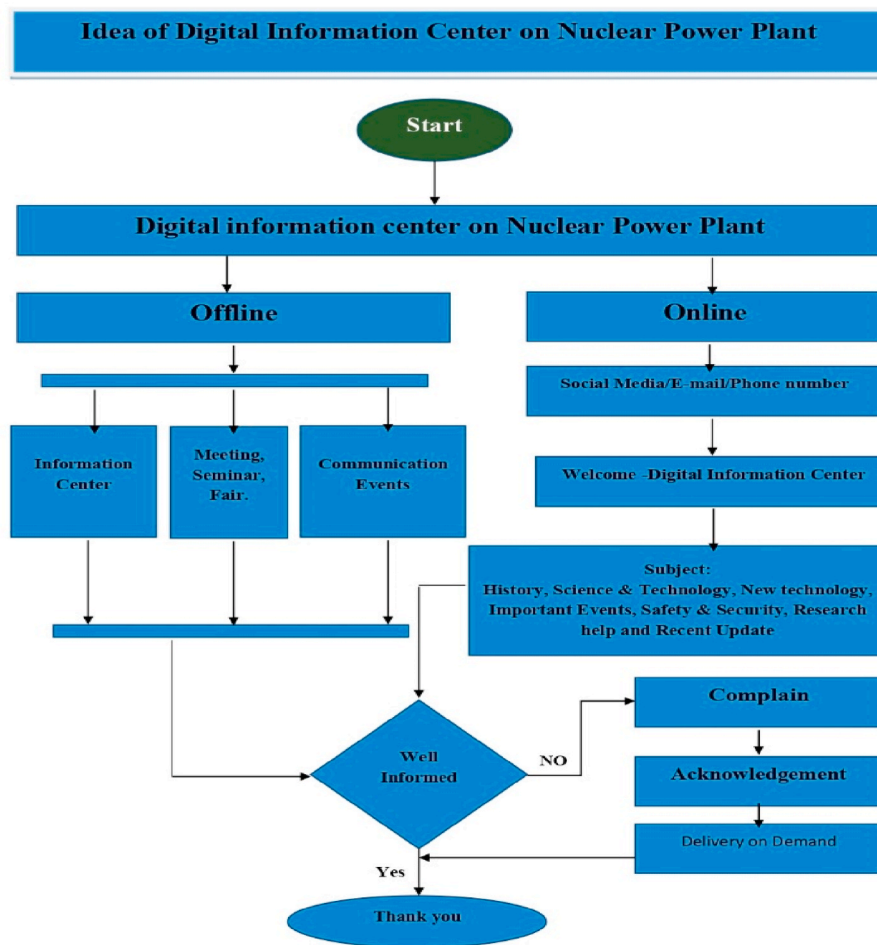 Idea of Digital Information Center on Nuclear Power Plant
Start
Digital information center on Nuclear Power Plant
Offline
Online
Social Media/E-mail/Phone number
Information
Center
Meeting,
Seminar,
Fair.
Communication
Events
Welcome -Digital Information Center
Subject:
History, Science & Technology, New technology,
Important Events, Safety & Security, Research
help and Recent Update
Well
Informed
NO
Complain
Acknowledgement
Delivery on Demand
Yes
Thank you